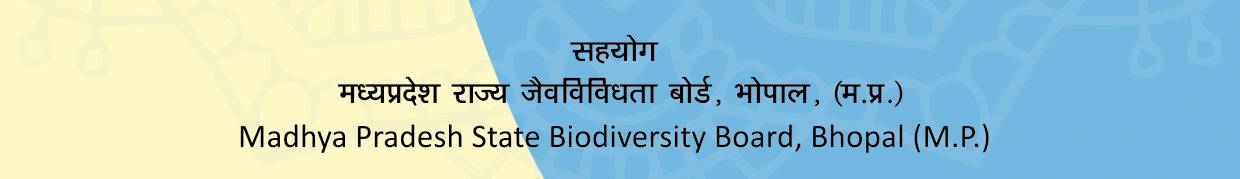 सहयोग
मध्यप्रदेश राज्य जैवविविधता बोर्ड, भोपाल, (म.प्र.)
Madhya Pradesh State Biodiversity Board, Bhopal (M.P.)